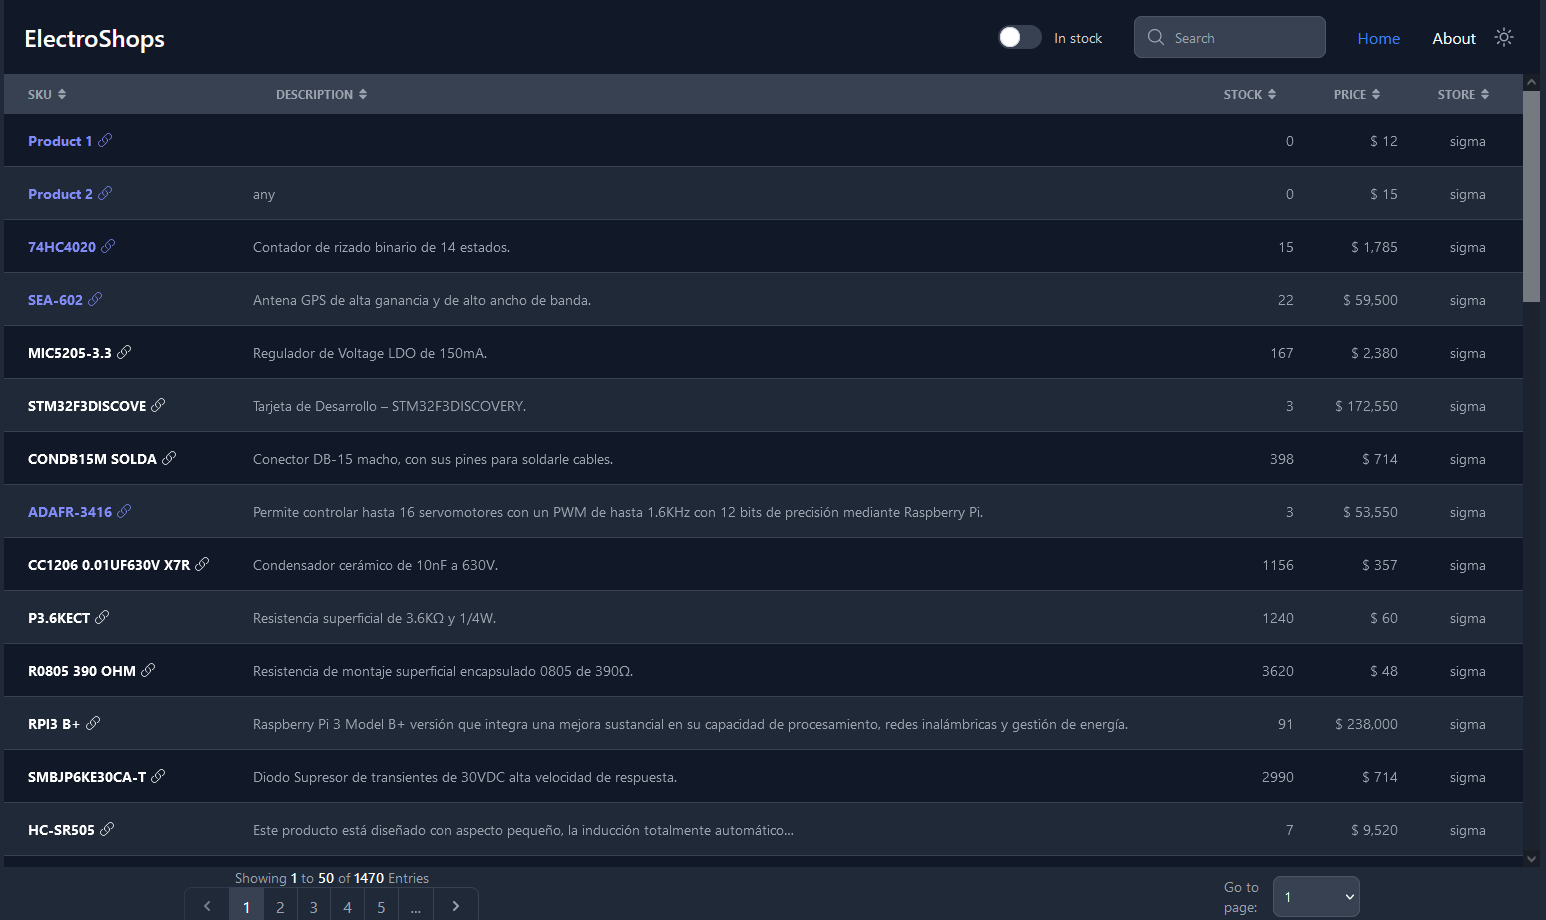 ElectroShops In stock Search Home About
SKU DESCRIPTION STOCK PRICE STORE
Product 1 0 $ 12 sigma
Product 2 any 0 $ 15 sigma
74HC4020 Contador de rizado binario de 14 estados. 15 $ 1,785 sigma
SEA-602 Antena GPS de alta ganancia y de alto ancho de banda. 22 $ 59,500 sigma
MIC5205-3.3 Regulador de Voltage LDO de 150mA. 167 $ 2,380 sigma
STM32F3DISCOVE Tarjeta de Desarrollo – STM32F3DISCOVERY. 3 $ 172,550 sigma
CONDB15M SOLDA Conector DB-15 macho, con sus pines para soldarle cables. 398 $ 714 sigma
ADAFR-3416 Permite controlar hasta 16 servomotores con un PWM de hasta 1.6KHz con 12 bits de precisión mediante Raspberry Pi. 3 $ 53,550 sigma
CC1206 0.01UF630V X7R Condensador cerámico de 10nF a 630V. 1156 $ 357 sigma
P3.6KECT Resistencia superficial de 3.6KΩ y 1/4W. 1240 $ 60 sigma
R0805 390 OHM Resistencia de montaje superficial encapsulado 0805 de 390Ω. 3620 $ 48 sigma
RPI3 B+ Raspberry Pi 3 Model B+ versión que integra una mejora sustancial en su capacidad de procesamiento, redes inalámbricas y gestión de energía. 91 $ 238,000 sigma
SMBJP6KE30CA-T Diodo Supresor de transientes de 30VDC alta velocidad de respuesta. 2990 $ 714 sigma
HC-SR505 Este producto está diseñado con aspecto pequeño, la inducción totalmente automático... 7 $ 9,520 sigma
Showing 1 to 50 of 1470 Entries
1 2 3 4 5 ...
Go to
page: 1